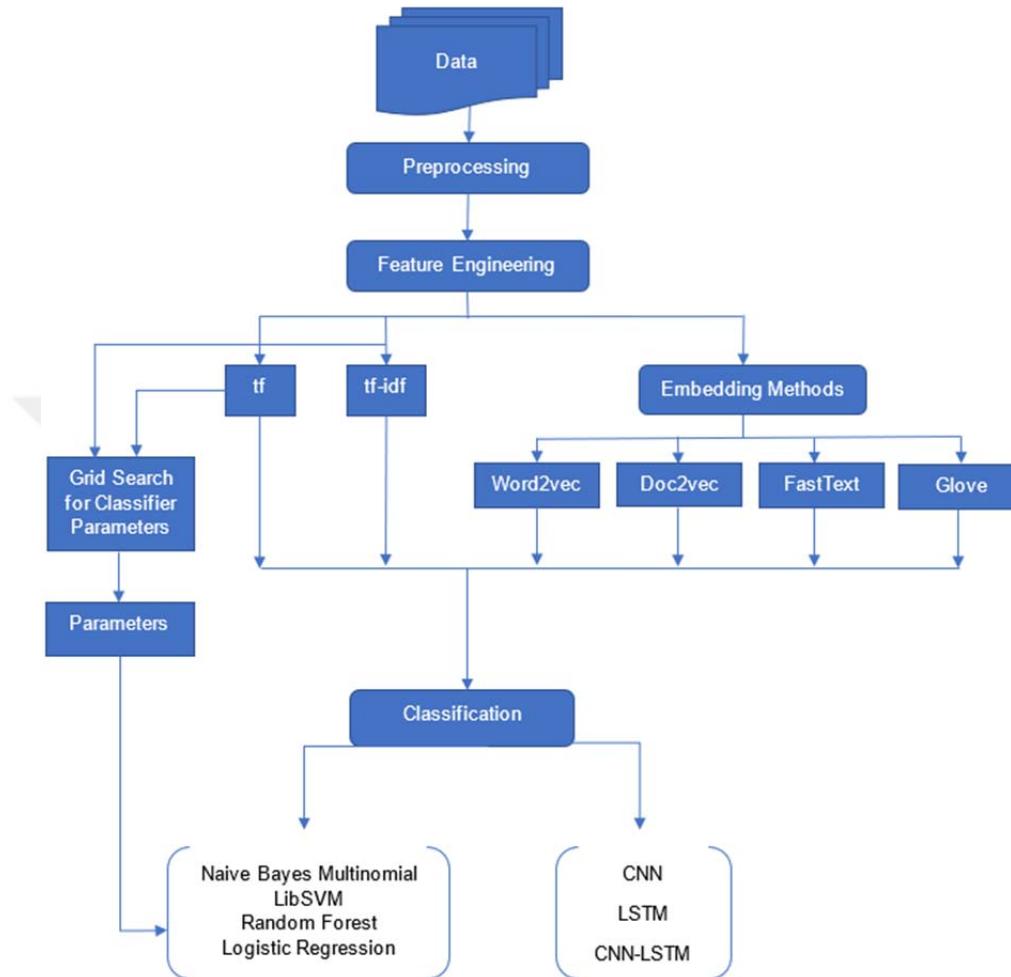 Data
Preprocessing
Feature Engineering
tf
tf-idf
Embedding Methods
Grid Search
for Classifier
Parameters
Word2vec
Doc2vec
FastText
Glove
Parameters
Classification
Naive Bayes Multinomial
LibSVM
Random Forest
Logistic Regression
CNN
LSTM
CNN-LSTM